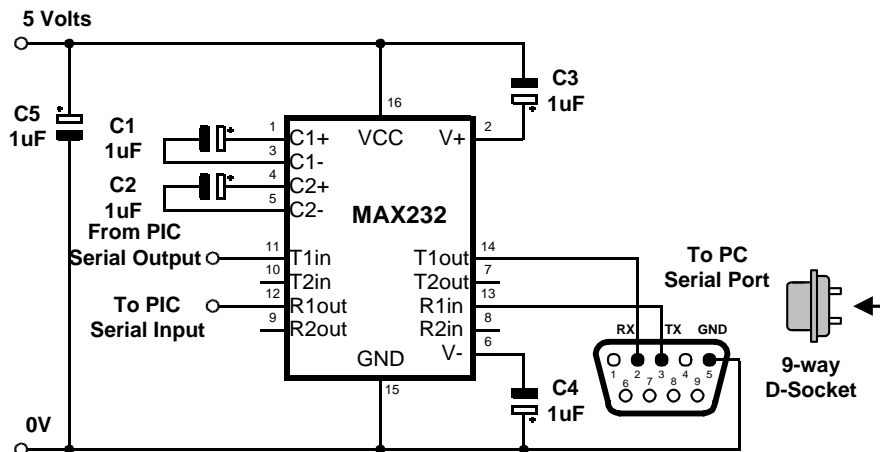 5 Volts
C5
1uF
+
C1
1uF
+
C2
1uF
+
C3
1uF
+
16
1
C1+
VCC
V+
2
3
C1-
4
C2+
5
C2-
MAX232
From PIC
Serial Output
11
T1in
T1out
14
10
T2in
T2out
7
To PIC
Serial Input
12
R1out
R1in
13
9
R2out
R2in
8
V-
6
GND
15
C4
1uF
+
To PC
Serial Port
RX TX GND
1 2 3 4 5
6 7 8 9
9-way
D-Socket
0V